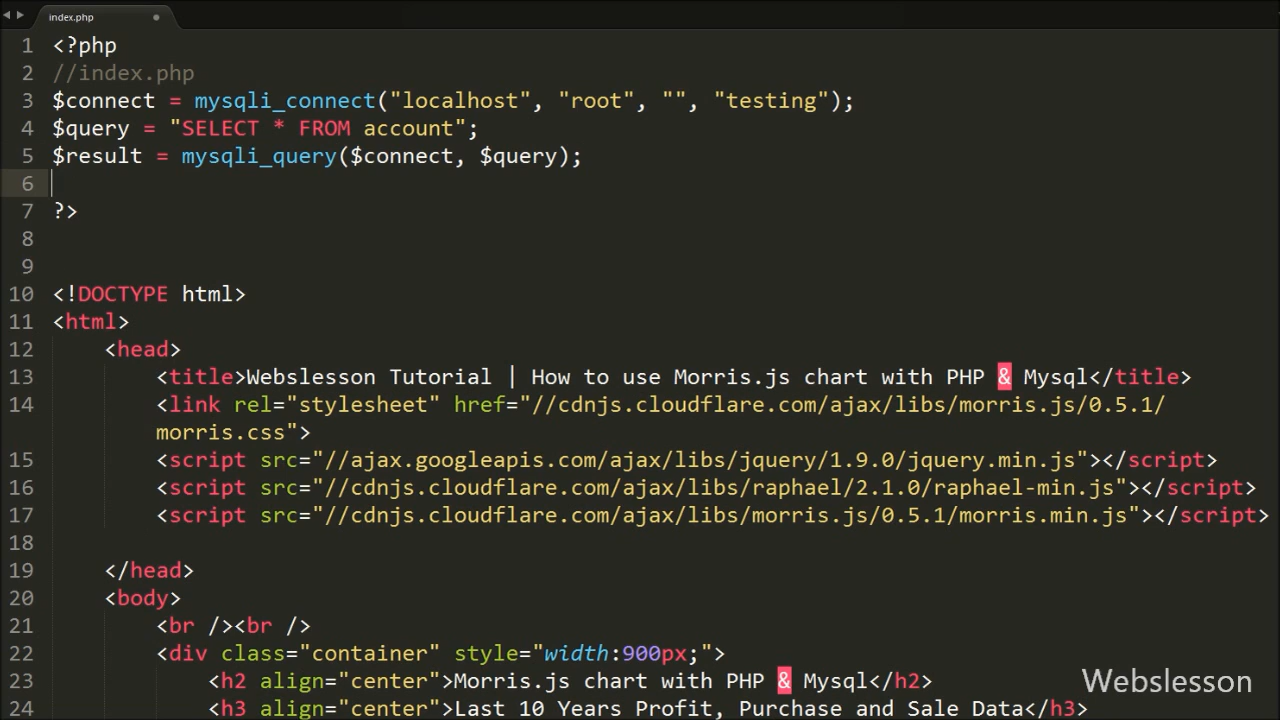 index.php
1 <?php
2 //index.php
3 $connect = mysqli_connect("localhost", "root", "", "testing");
4 $query = "SELECT * FROM account";
5 $result = mysqli_query($connect, $query);
6
7 ?>
8
9
10 <!DOCTYPE html>
11 <html>
12 <head>
13 <title>Webslesson Tutorial | How to use Morris.js chart with PHP & Mysql</title>
14 <link rel="stylesheet" href="//cdnjs.cloudflare.com/ajax/libs/morris.js/0.5.1/
morris.css">
15 <script src="//ajax.googleapis.com/ajax/libs/jquery/1.9.0/jquery.min.js"></script>
16 <script src="//cdnjs.cloudflare.com/ajax/libs/raphael/2.1.0/raphael-min.js"></script>
17 <script src="//cdnjs.cloudflare.com/ajax/libs/morris.js/0.5.1/morris.min.js"></script>
18
19 </head>
20 <body>
21 <br /><br />
22 <div class="container" style="width:900px;">
23 <h2 align="center">Morris.js chart with PHP & Mysql</h2>
24 <h3 align="center">Last 10 Years Profit, Purchase and Sale Data</h3>
Webslesson